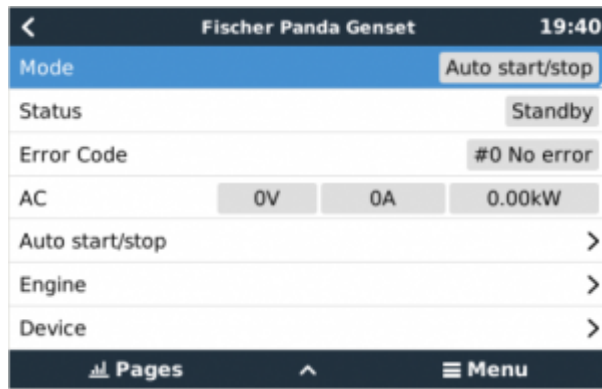 Fischer Panda Genset 19:40
Mode Auto start/stop
Status Standby
Error Code #0 No error
AC 0V 0A 0.00kW
Auto start/stop
Engine
Device
Pages Menu